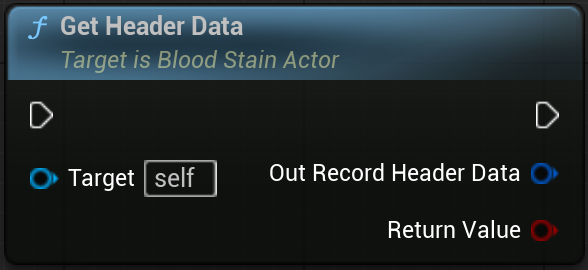 Get Header Data
Target is Blood Stain Actor
Target self
Out Record Header Data
Return Value